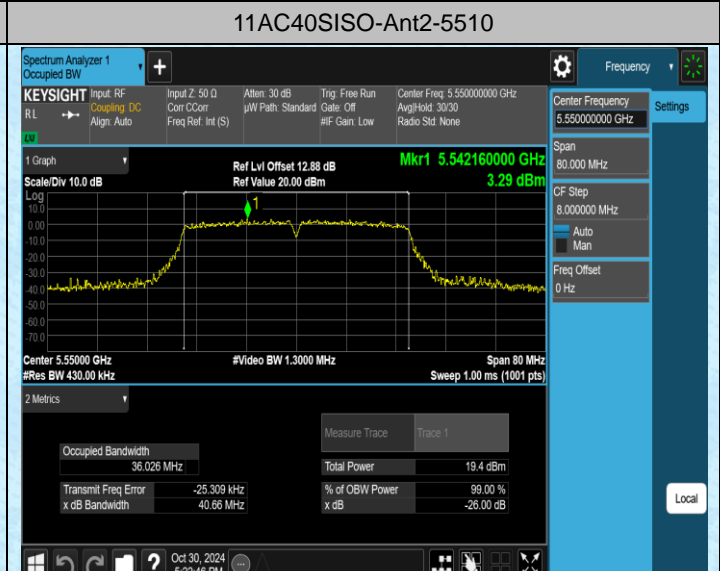 11AC40SISO-Ant2-5510
Spectrum Analyzer 1
Occupied BW
+
Frequency
KEYSIGHT
R L
Input: RF
Coupling: DC
Align: Auto
Input Z: 50 Ω
Corr CCorr
Freq Ref: Int (S)
Atten: 30 dB
µW Path: Standard
Trig: Free Run
Gate: Off
#IF Gain: Low
Center Freq: 5.550000000 GHz
Avg|Hold: 30/30
Radio Std: None
Center Frequency
5.550000000 GHz
Settings
Span
80.000 MHz
CF Step
8.000000 MHz
Auto
Man
Freq Offset
0 Hz
1 Graph
Scale/Div 10.0 dB
Ref Lvl Offset 12.88 dB
Ref Value 20.00 dBm
Mkr1 5.542160000 GHz
3.29 dBm
Log
10.0
0.00
-10.0
-20.0
-30.0
-40.0
-50.0
-60.0
-70.0
1
Center 5.55000 GHz
#Res BW 430.00 kHz
#Video BW 1.3000 MHz
Span 80 MHz
Sweep 1.00 ms (1001 pts)
2 Metrics
Measure Trace Trace 1
Occupied Bandwidth
36.026 MHz
Total Power 19.4 dBm
Transmit Freq Error -25.309 kHz
% of OBW Power 99.00 %
x dB Bandwidth 40.66 MHz
x dB -26.00 dB
Local
?
Oct 30, 2024